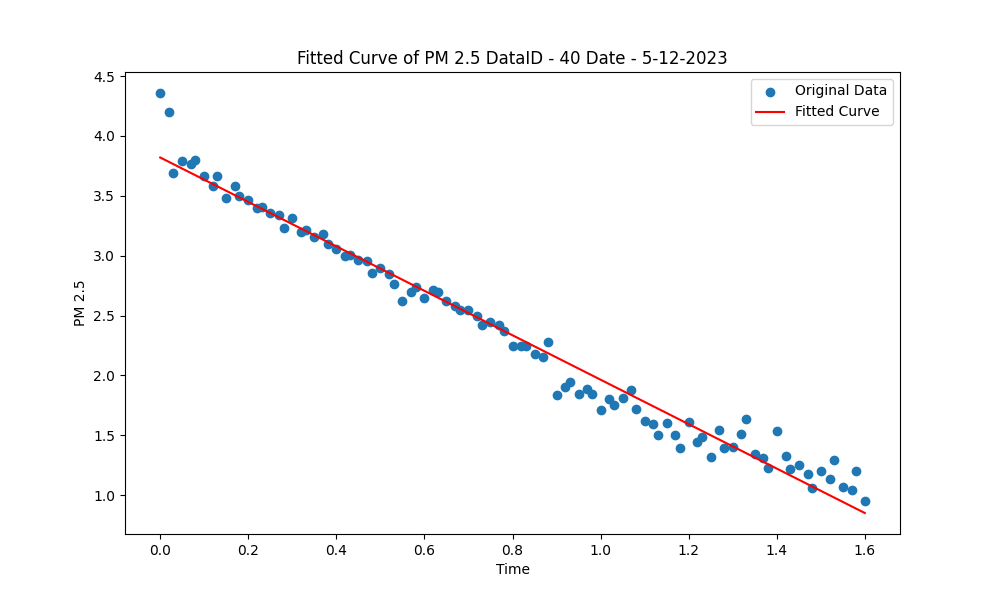 Fitted Curve of PM 2.5 DataID - 40 Date - 5-12-2023
Original Data
Fitted Curve
PM 2.5
4.5
4.0
3.5
3.0
2.5
2.0
1.5
1.0
0.0 0.2 0.4 0.6 0.8 1.0 1.2 1.4 1.6
Time